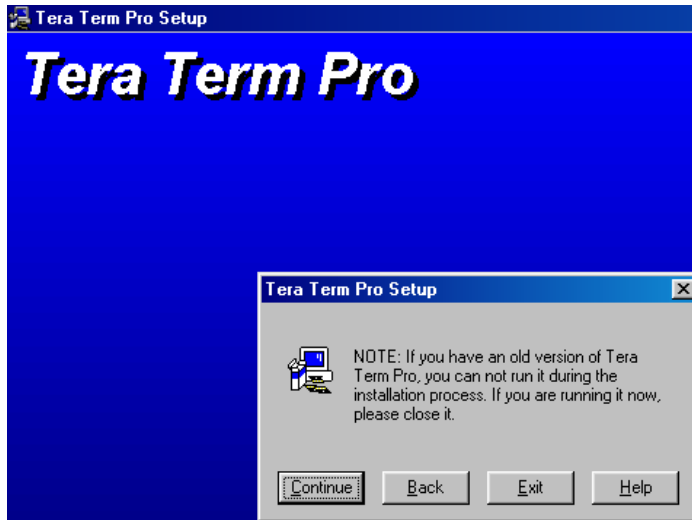 Tera Term Pro Setup
Tera Term Pro
Tera Term Pro Setup
NOTE: If you have an old version of Tera
Term Pro, you can not run it during the
installation process. If you are running it now,
please close it.
Continue Back Exit Help